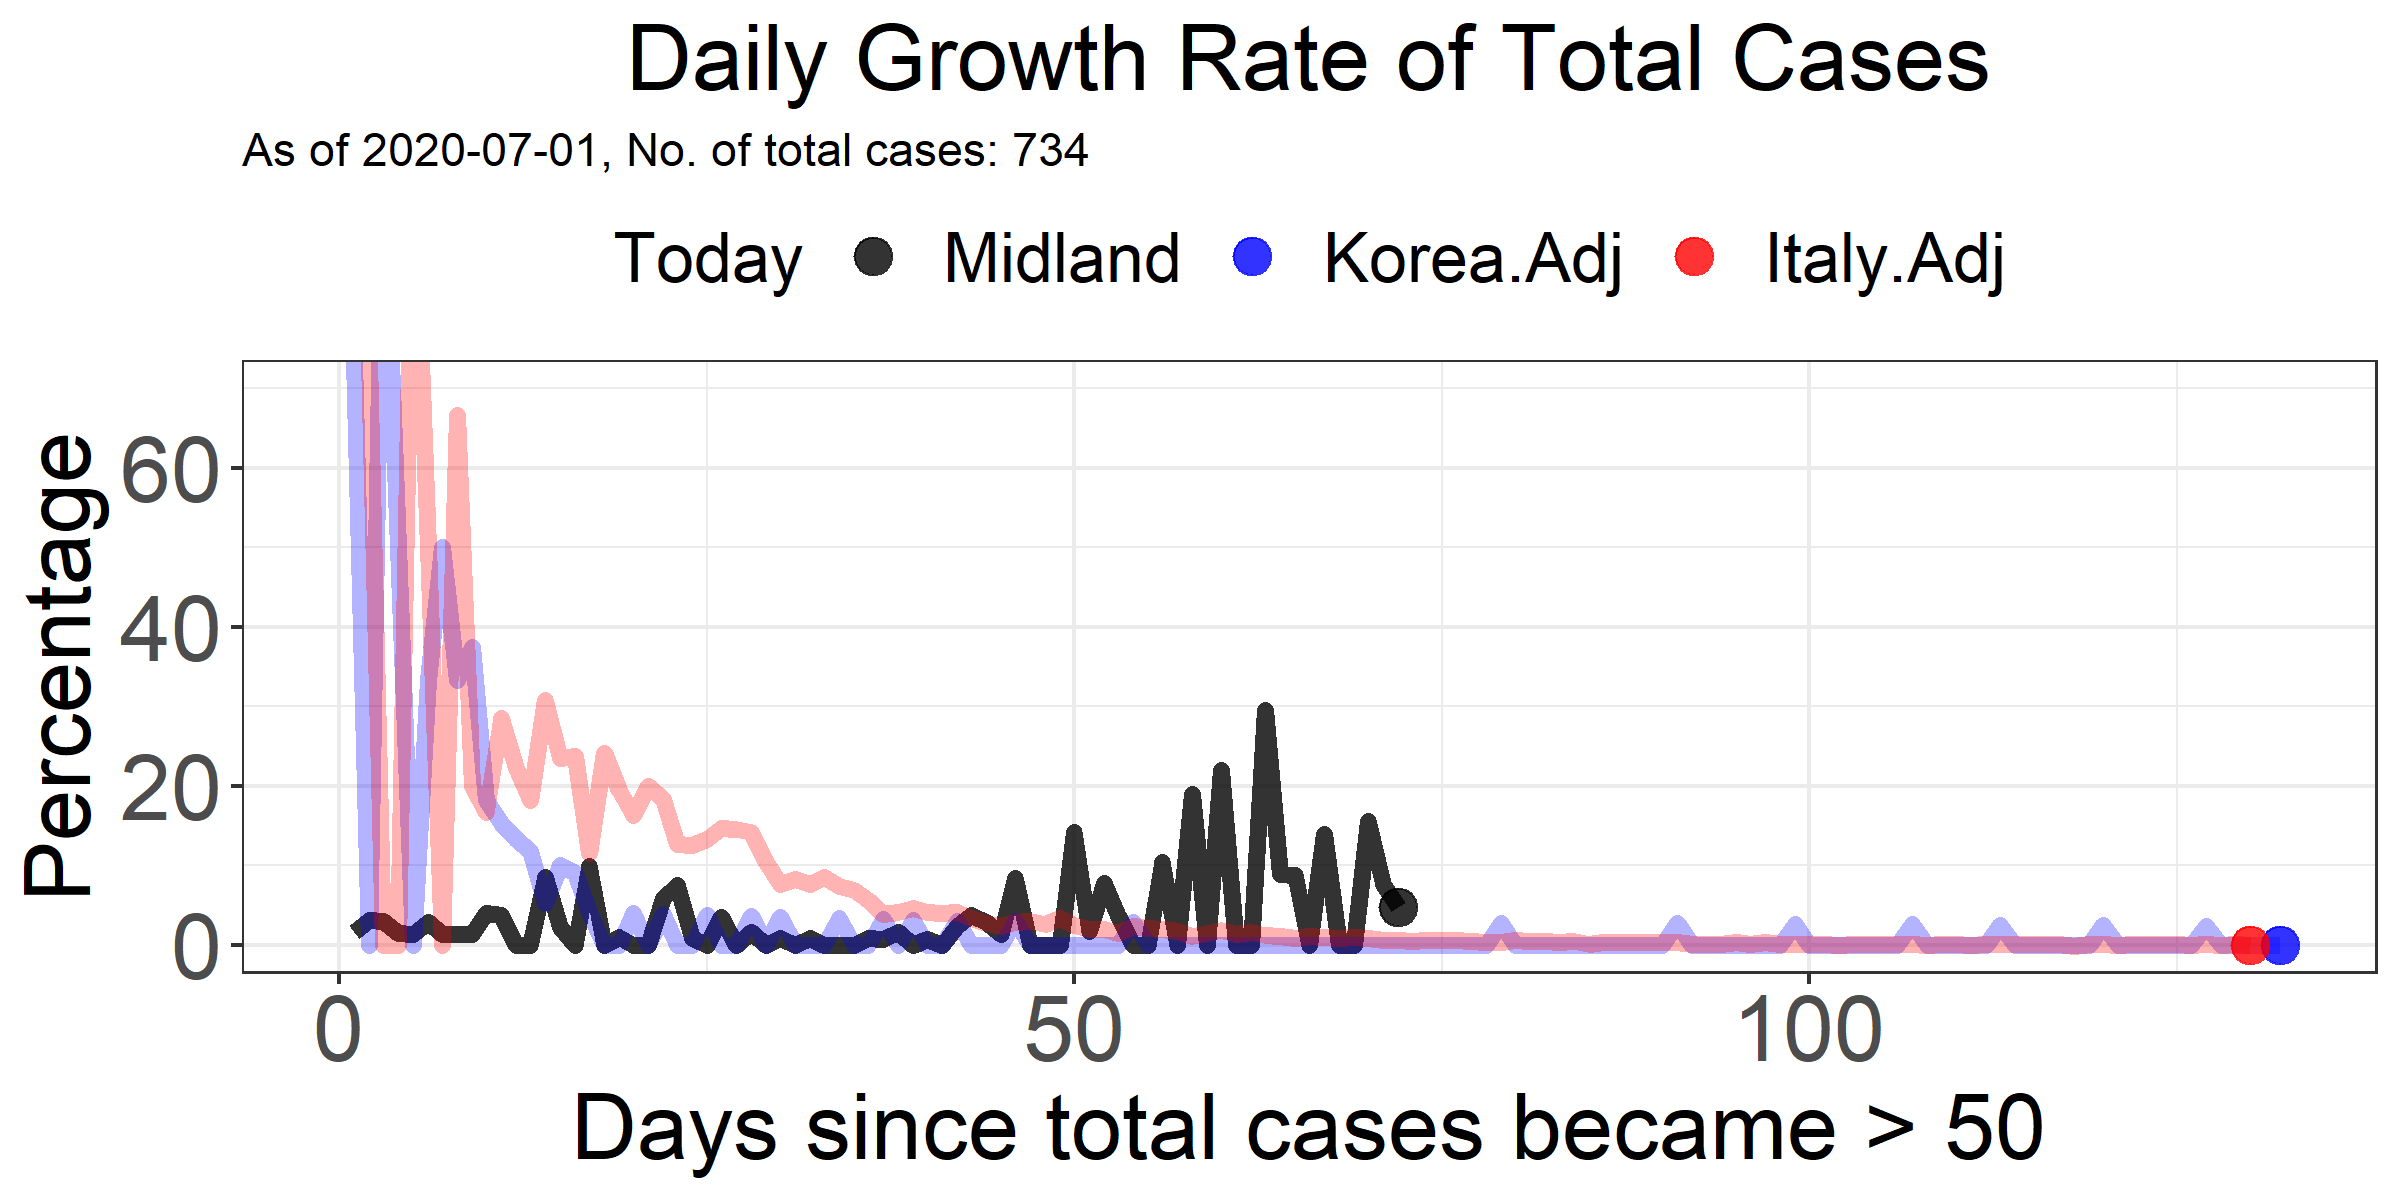 Daily Growth Rate of Total Cases
As of 2020-07-01, No. of total cases: 734
Today Midland Korea.Adj Italy.Adj
Percentage
60
40
20
0
0 50 100
Days since total cases became > 50